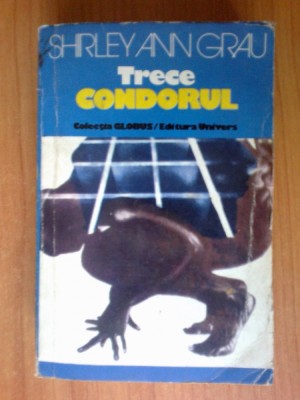 SHIRLEY ANN GRAU
Trece
CONDORUL
Colecția GLOBUS/Editura Univers